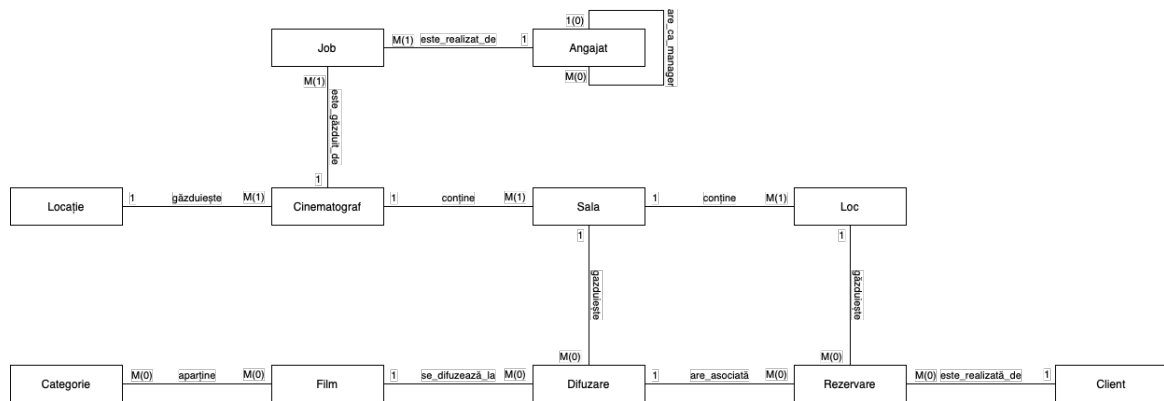 1(0)
Job
M(1)
este_realizat_de
1
Angajat
are_ca_manager
M(1)
M(0)
este_găzduit_de
1
Locație
1
găzduiește
M(1)
Cinematograf
1
conține
M(1)
Sala
1
conține
M(1)
Loc
1
1
gazduiește
găzduiește
M(0)
M(0)
Categorie
M(0)
aparține
M(0)
Film
1
se_difuzează_la
M(0)
Difuzare
1
are_asociată
M(0)
Rezervare
M(0)
este_realizată_de
1
Client